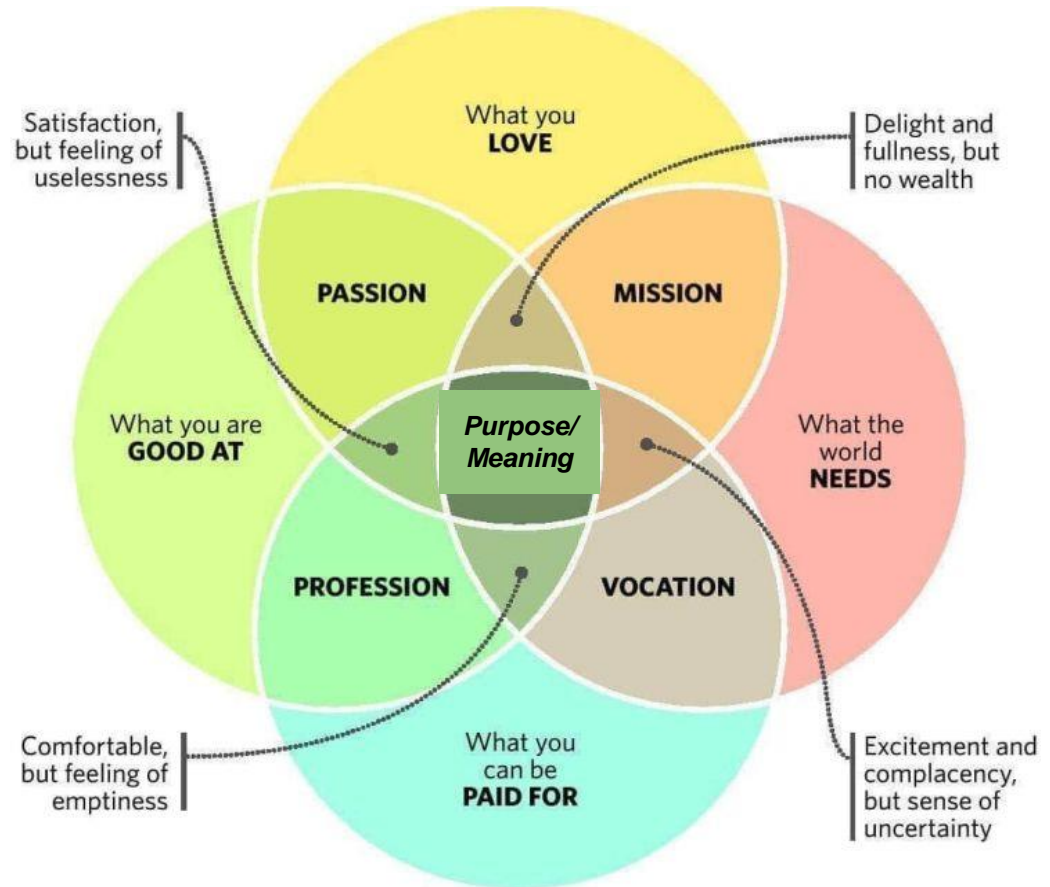 What you
LOVE
Satisfaction,
but feeling of
uselessness
Delight and
fullness, but
no wealth
PASSION
MISSION
What you are
GOOD AT
Purpose/
Meaning
What the
world
NEEDS
PROFESSION
VOCATION
Comfortable,
but feeling of
emptiness
What you
can be
PAID FOR
Excitement and
complacency,
but sense of
uncertainty